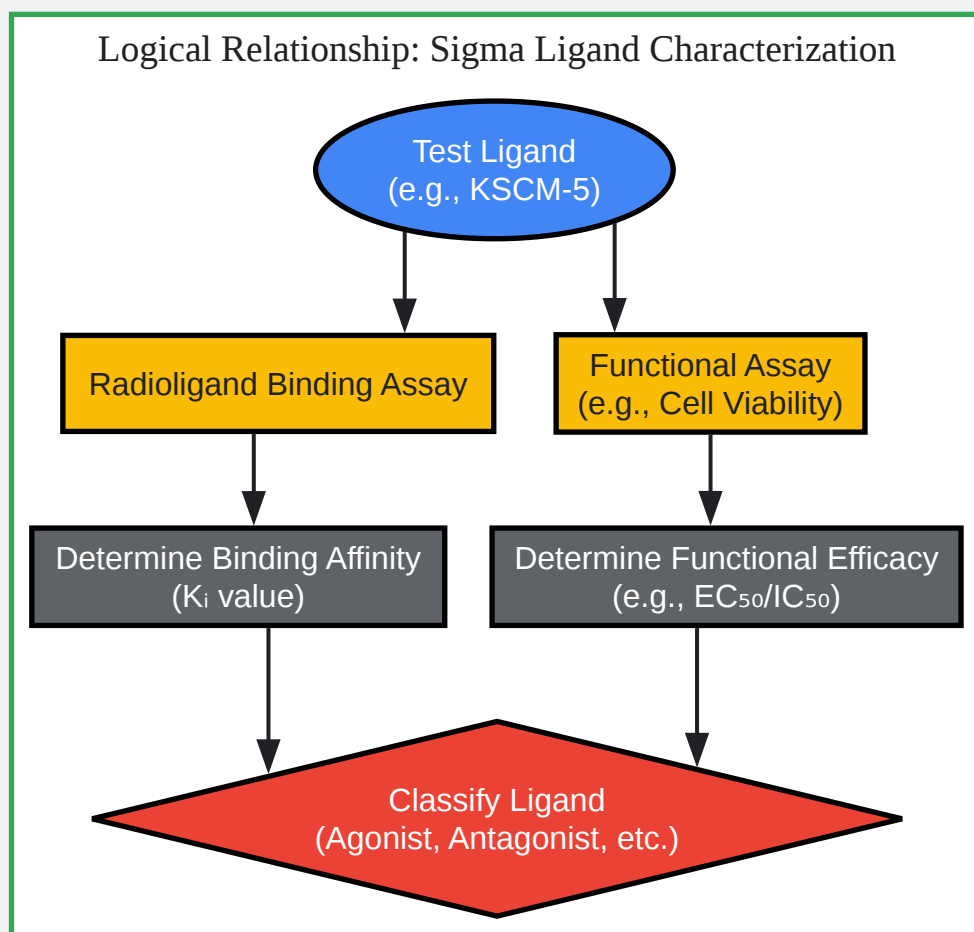 Logical Relationship: Sigma Ligand Characterization
Test Ligand
(e.g., KSCM-5)
Radioligand Binding Assay
Functional Assay
(e.g., Cell Viability)
Determine Binding Affinity
(Kᵢ value)
Determine Functional Efficacy
(e.g., EC₅₀/IC₅₀)
Classify Ligand
(Agonist, Antagonist, etc.)